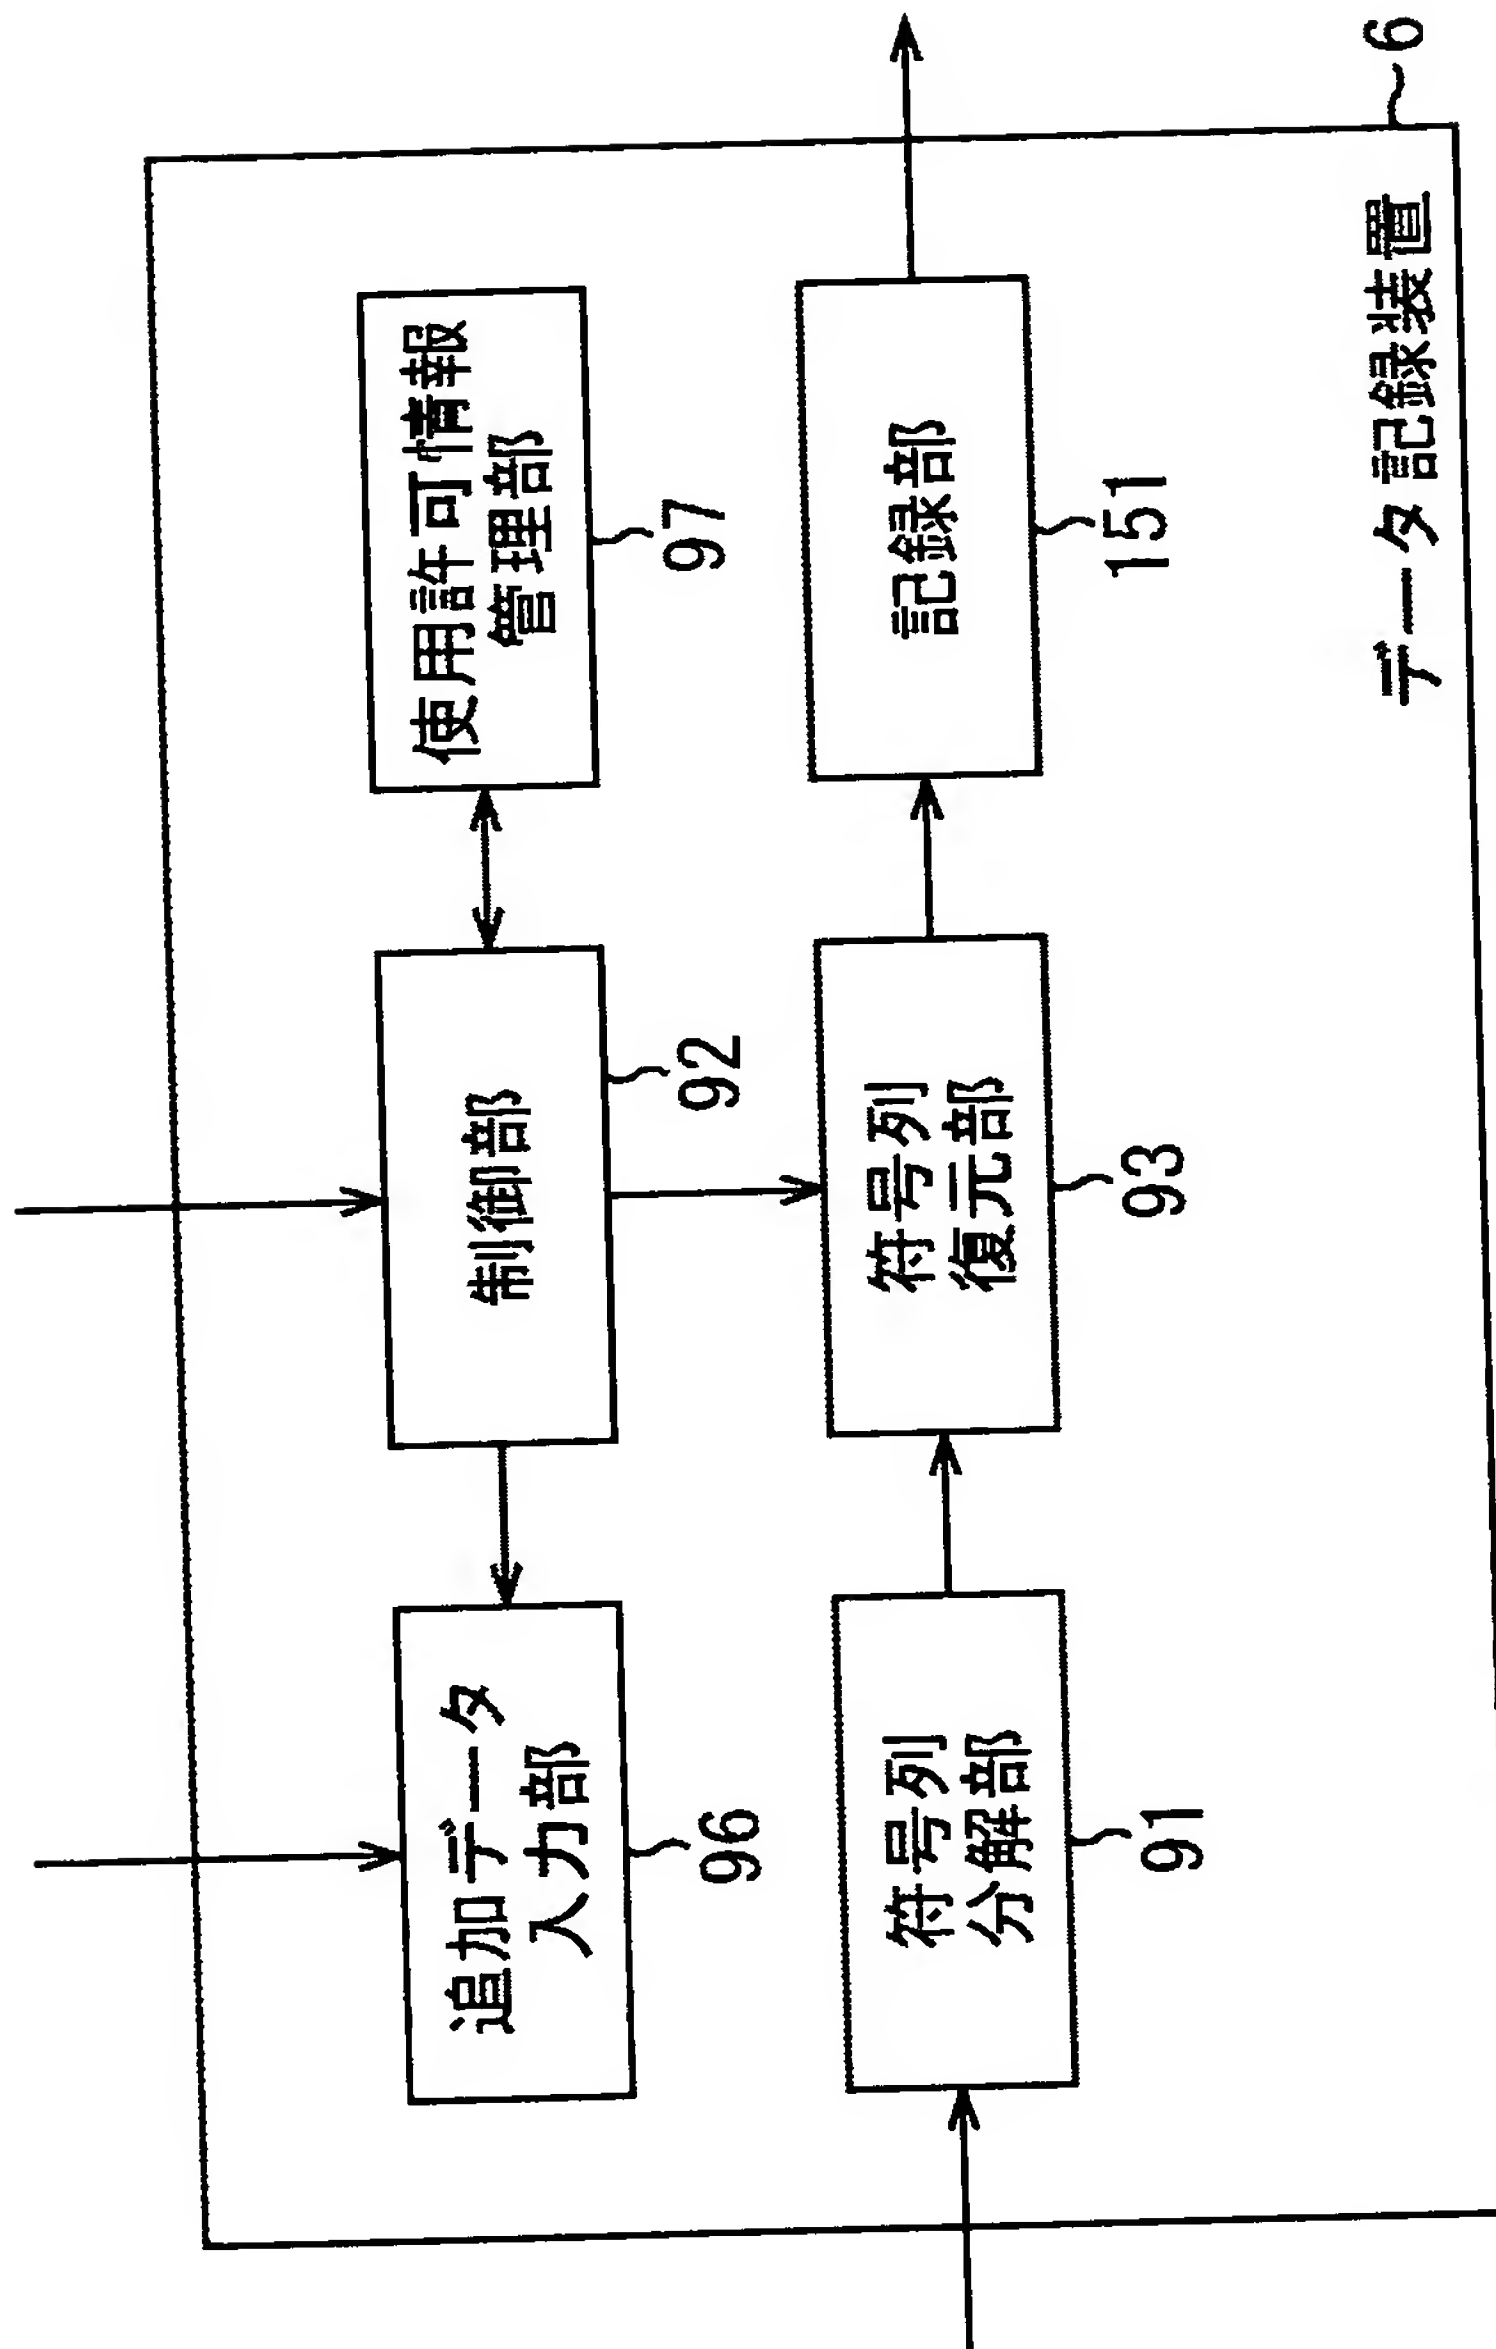 追加データ
入力部
96
制御部
92
使用許可情報
管理部
97
符号列
分解部
91
符号列
復元部
93
記録部
151
データ記録装置
6